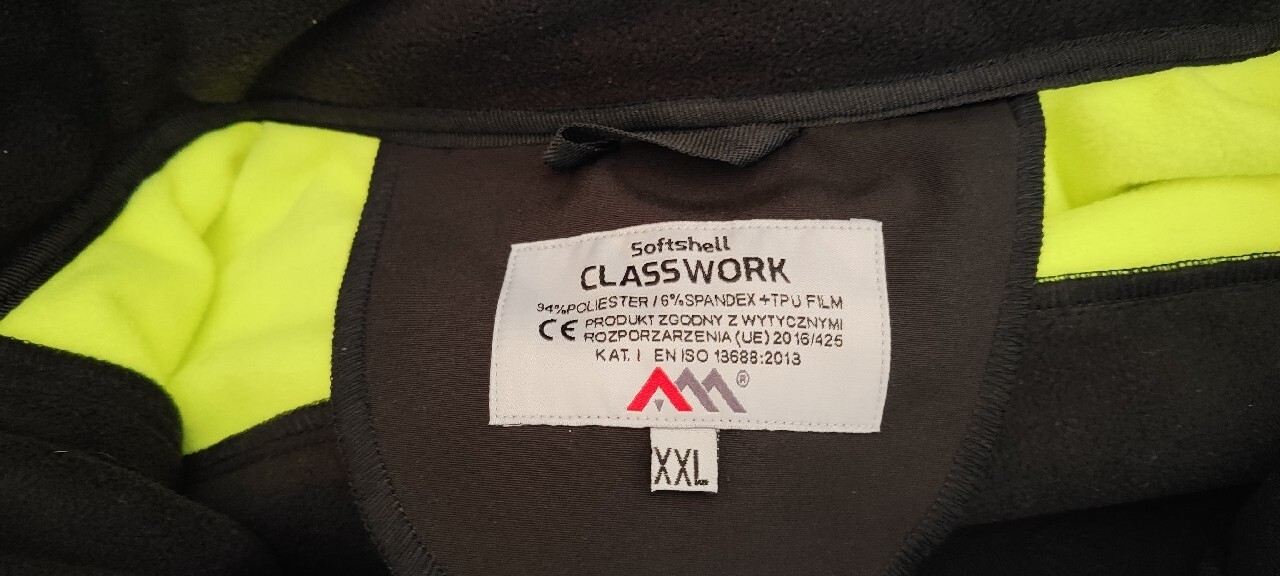 Softshell
CLASSWORK
94%POLIESTER / 6%SPANDEX +TPU FILM
CE PRODUKT ZGODNY Z WYTYCZNYMI
ROZPORZARZENIA (UE) 2016/425
KAT. I EN ISO 13688:2013
®
XXL